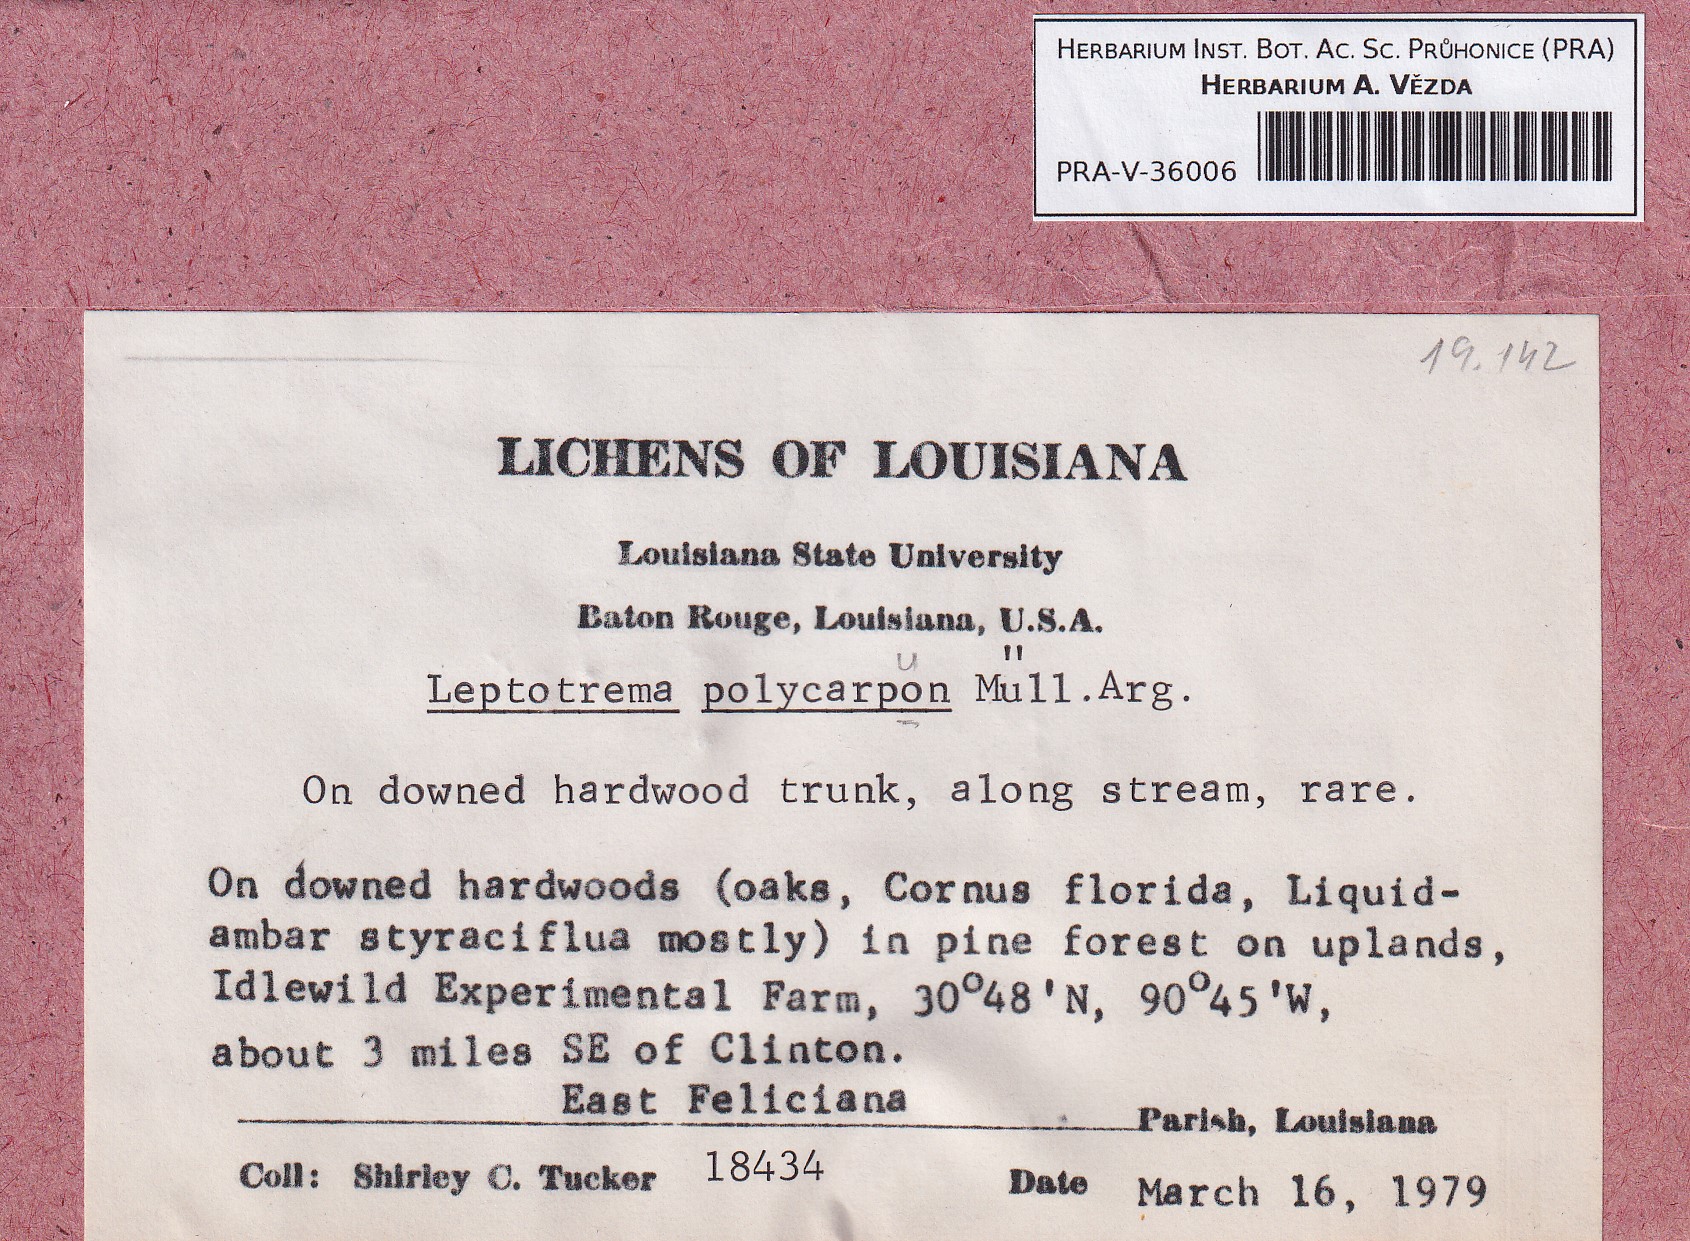 HERBARIUM INST. BOT. AC. SC. PRŮHONICE (PRA)
HERBARIUM A. VĚZDA
PRA-V-36006
19.142
LICHENS OF LOUISIANA
Louisiana State University
Baton Rouge, Louisiana, U.S.A.
u
Leptotrema polycarpon Müll.Arg.
On downed hardwood trunk, along stream, rare.
On downed hardwoods (oaks, Cornus florida, Liquid-
ambar styraciflua mostly) in pine forest on uplands,
Idlewild Experimental Farm, 30°48'N, 90°45'W,
about 3 miles SE of Clinton.
East Feliciana Parish, Louisiana
Coll: Shirley C. Tucker 18434 Date March 16, 1979